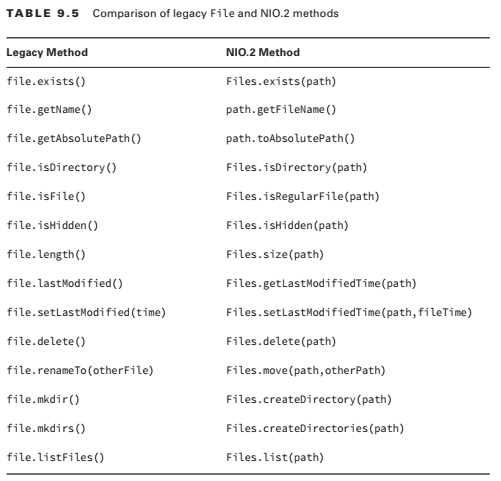 TABLE 9.5 Comparison of legacy File and NIO.2 methods
Legacy Method NIO.2 Method
file.exists() Files.exists(path)
file.getName() path.getFileName()
file.getAbsolutePath() path.toAbsolutePath()
file.isDirectory() Files.isDirectory(path)
file.isFile() Files.isRegularFile(path)
file.isHidden() Files.isHidden(path)
file.length() Files.size(path)
file.lastModified() Files.getLastModifiedTime(path)
file.setLastModified(time) Files.setLastModifiedTime(path,fileTime)
file.delete() Files.delete(path)
file.renameTo(otherFile) Files.move(path,otherPath)
file.mkdir() Files.createDirectory(path)
file.mkdirs() Files.createDirectories(path)
file.listFiles() Files.list(path)